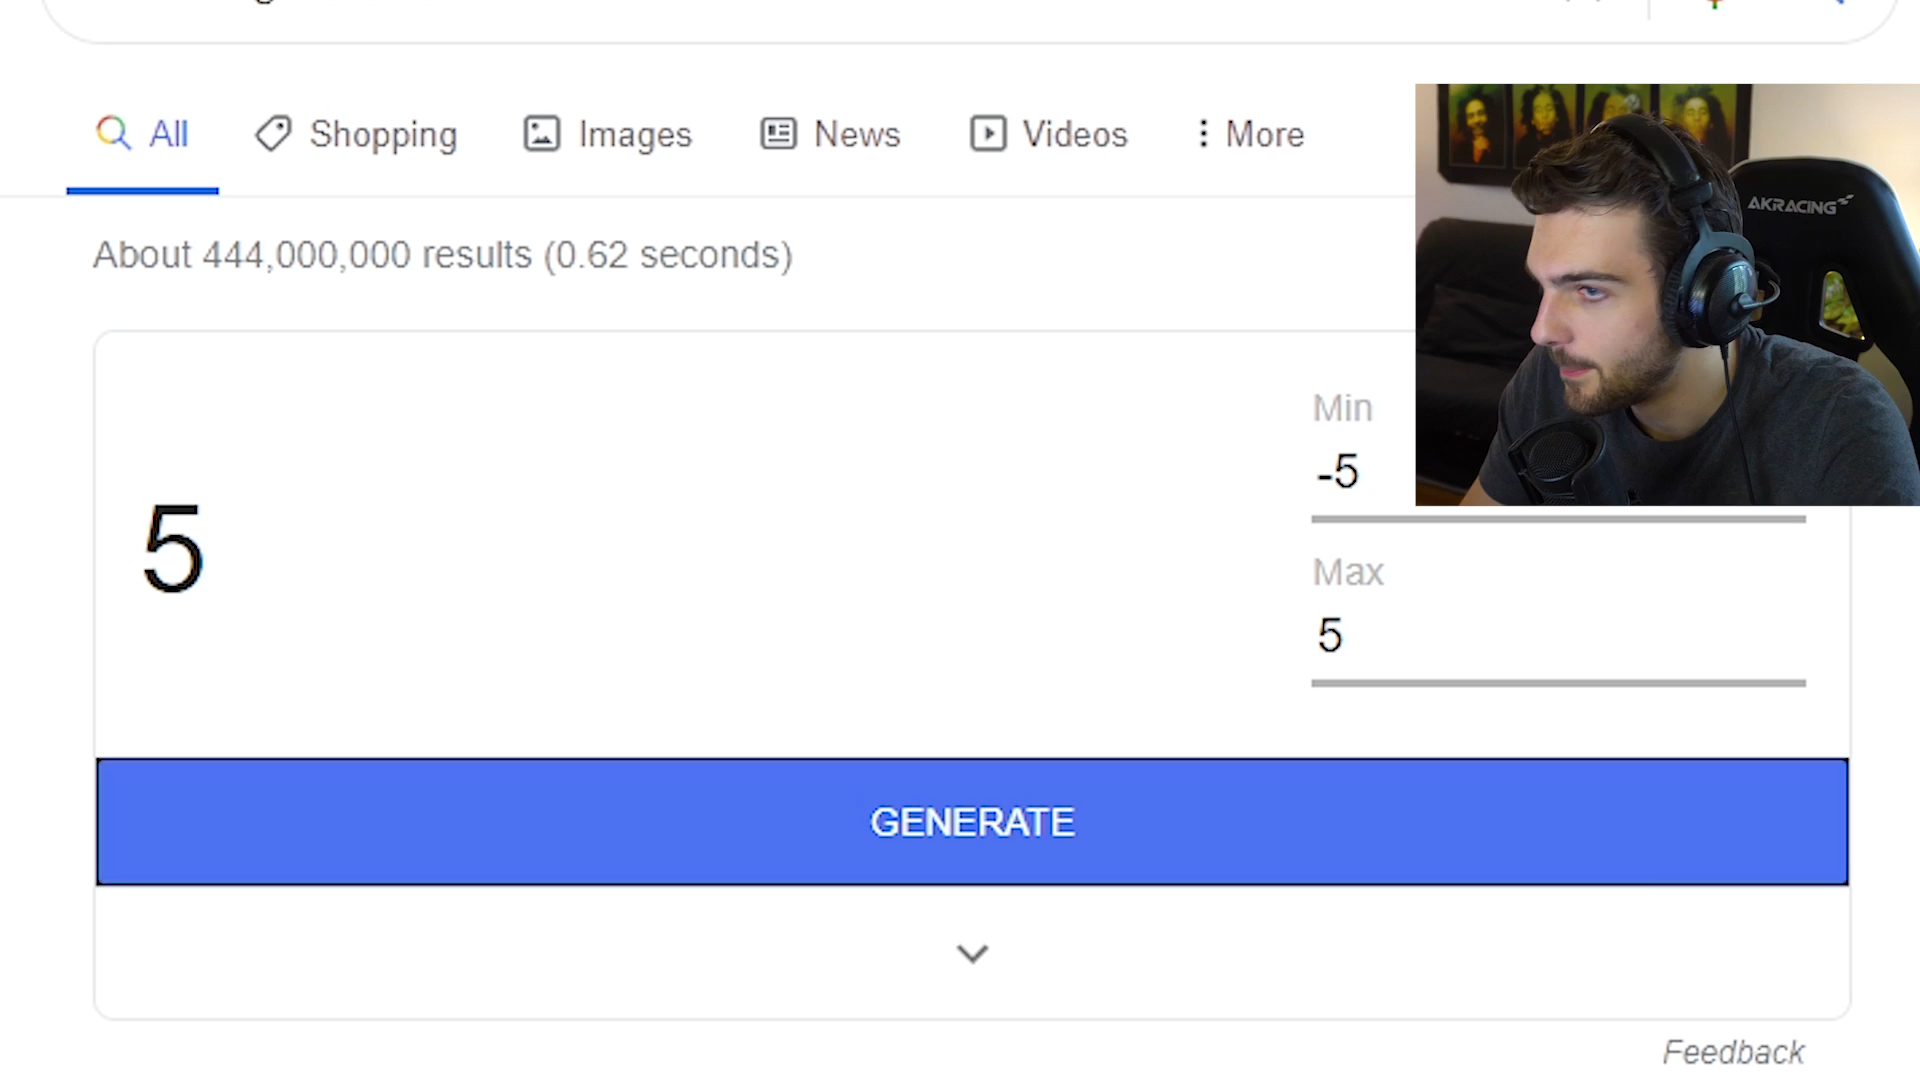 All Shopping Images News Videos More
AKRACING
About 444,000,000 results (0.62 seconds)
Min
-5
5
Max
5
GENERATE
Feedback